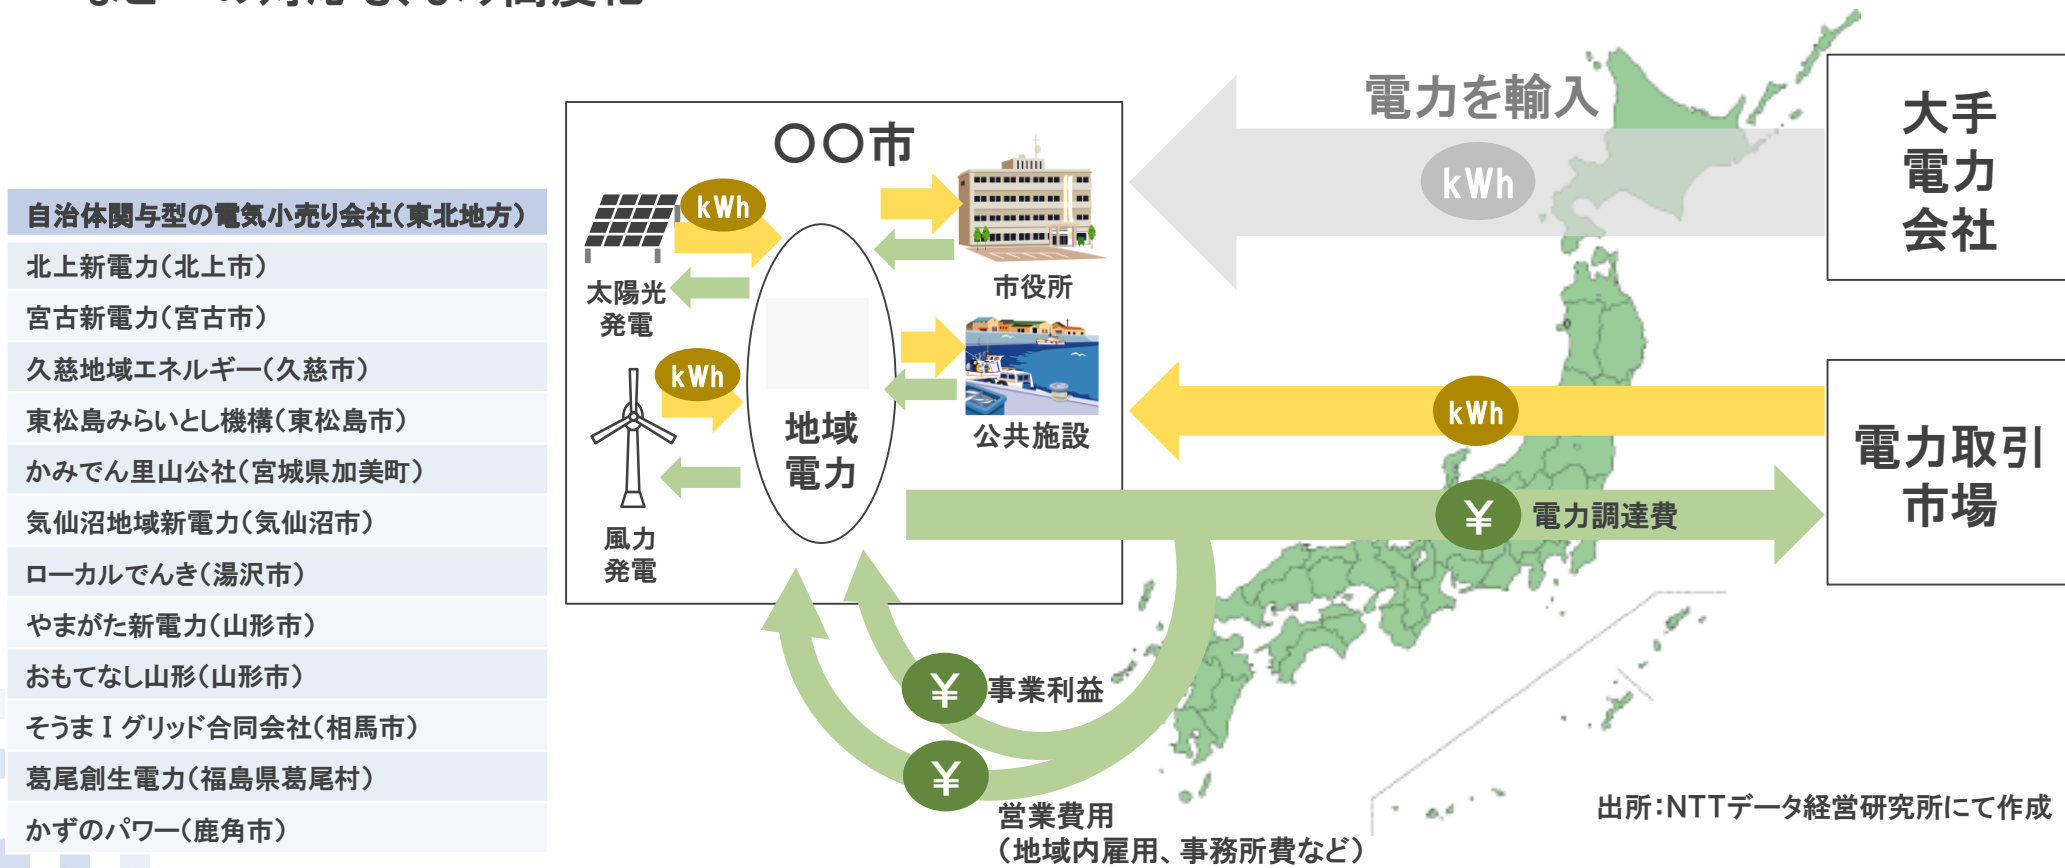 自治体関与型の電気小売り会社(東北地方)
北上新電力(北上市)
宮古新電力(宮古市)
久慈地域エネルギー(久慈市)
東松島みらいとし機構(東松島市)
かみでん里山公社(宮城県加美町)
気仙沼地域新電力(気仙沼市)
ローカルでんき(湯沢市)
やまがた新電力(山形市)
おもてなし山形(山形市)
そうまIグリッド合同会社(相馬市)
葛尾創生電力(福島県葛尾村)
かずのパワー(鹿角市)
〇〇市
kWh
太陽光
発電
kWh
風力
発電
地域
電力
市役所
公共施設
電力を輸入
kWh
大手
電力
会社
kWh
電力取引
市場
¥ 電力調達費
¥ 事業利益
¥
営業費用
(地域内雇用、事務所費など)
出所:NTTデータ経営研究所にて作成